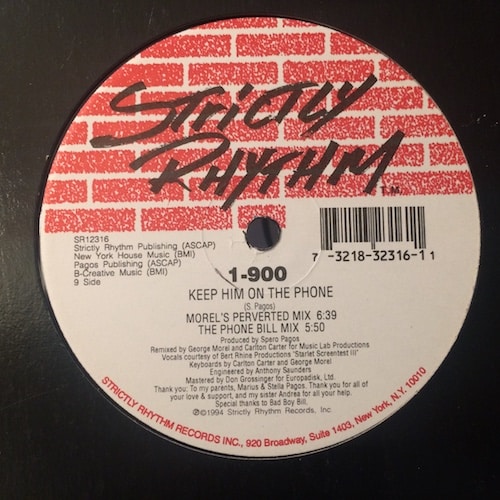 STRICTLY
RHYTHM
T.M.
SR12316
Strictly Rhythm Publishing (ASCAP)
New York House Music (BMI)
Pagos Publishing (ASCAP)
B-Creative Music (BMI)
9 Side
7 -3218-32316-1 1
1-900
KEEP HIM ON THE PHONE
(S. Pagos)
MOREL'S PERVERTED MIX 6:39
THE PHONE BILL MIX 5:50
Produced by Spero Pagos
Remixed by George Morel and Carlton Carter for Music Lab Productions
Vocals courtesy of Bert Rhine Productions 'Starlet Screentest III'
Keyboards by Carlton Carter and George Morel
Engineered by Anthony Saunders
Mastered by Don Grossinger for Europadisk, Ltd.
Thank you: To my parents, Marius & Stella Pagos. Thank you for all of
your love & support, and my sister Andrea for all your help.
Special thanks to Bad Boy Bill.
℗©1994 Strictly Rhythm Records, Inc.
STRICTLY RHYTHM RECORDS INC., 920 Broadway, Suite 1403, New York, N.Y. 10010